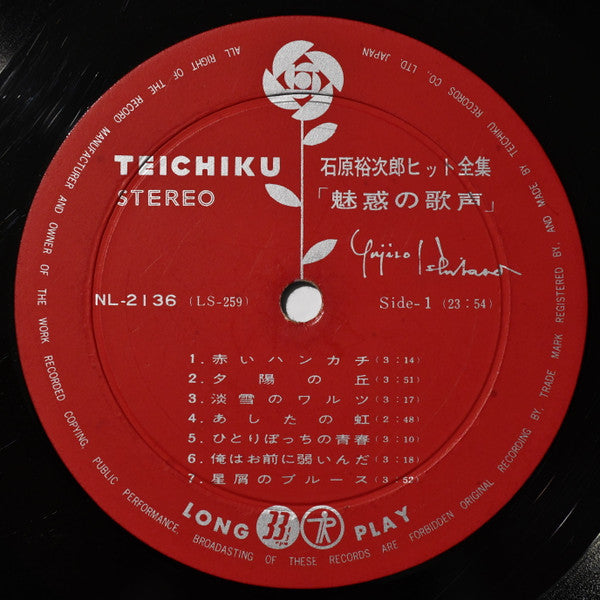 TEICHIKU
STEREO
石原裕次郎ヒット全集
「魅惑の歌声」
Yujiro Ishihara
NL-2136 (LS-259)
Side-1 (23:54)
1. 赤いハンカチ (3:14)
2. 夕陽の丘 (3:51)
3. 淡雪のワルツ (3:17)
4. あしたの虹 (2:48)
5. ひとりぼっちの青春 (3:10)
6. 俺はお前に弱いんだ (3:18)
7. 星屑のブルース (3:52)
LONG 33⅓ rpm PLAY
ALL RIGHT OF THE RECORD MANUFACTURER AND OWNER OF THE WORK RECORDED COPYING, PUBLIC PERFORMANCE, BROADASTING OF THESE RECORDS ARE FORBIDDEN ORIGINAL RECORDING BY. TRADE MARK REGISTERED BY. AND MADE BY TEICHIKU RECORDS CO., LTD. JAPAN